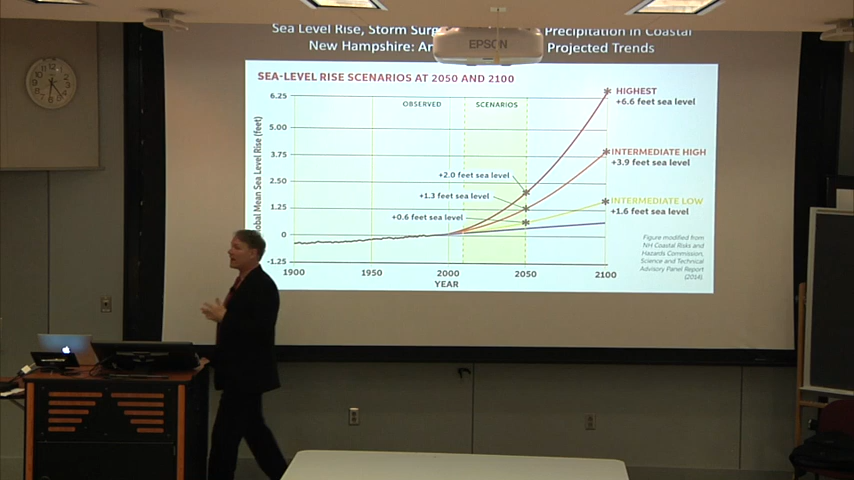 Sea Level Rise, Storm Surg Precipitation in Coastal
New Hampshire: An Projected Trends
EPSON
SEA-LEVEL RISE SCENARIOS AT 2050 AND 2100
OBSERVED SCENARIOS
6.25
5.00
3.75
2.50
1.25
0
-1.25
obal Mean Sea Level Rise (feet)
HIGHEST
+6.6 feet sea level
INTERMEDIATE HIGH
+3.9 feet sea level
INTERMEDIATE LOW
+1.6 feet sea level
+2.0 feet sea level
+1.3 feet sea level
+0.6 feet sea level
1900 1950 2000 2050 2100
YEAR
Figure modified from
NH Coastal Risks and
Hazards Commission,
Science and Technical
Advisory Panel Report
(2014).